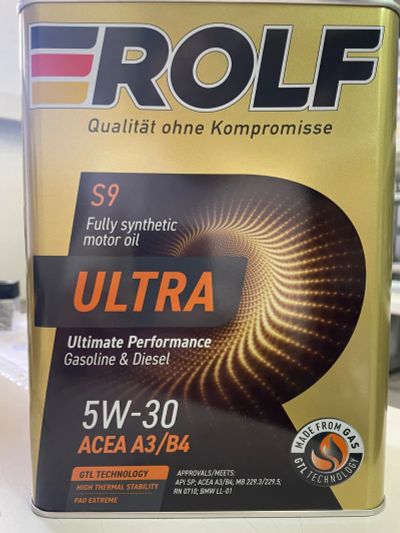 ROLF
Qualität ohne Kompromisse
S9
Fully synthetic
motor oil
ULTRA
Ultimate Performance
Gasoline & Diesel
5W-30
ACEA A3/B4
GTL TECHNOLOGY
HIGH THERMAL STABILITY
PAO EXTREME
APPROVALS/MEETS:
API SP; ACEA A3/B4; MB 229.3/229.5;
RN 0710; BMW LL-01
MADE FROM GAS
GTL TECHNOLOGY